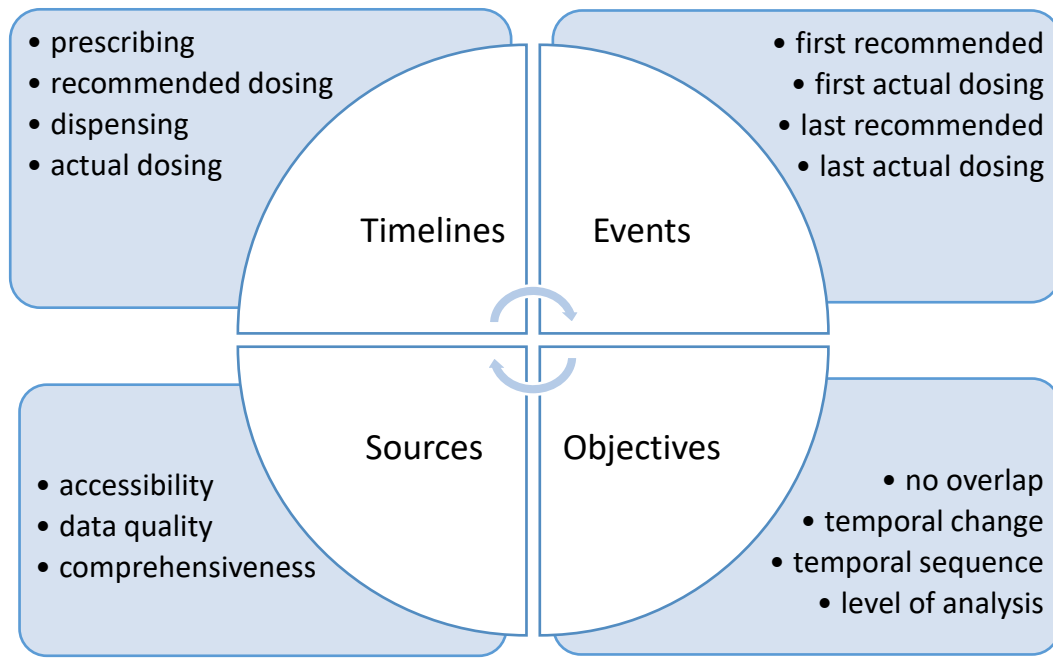 • prescribing
• recommended dosing
• dispensing
• actual dosing
• first recommended
• first actual dosing
• last recommended
• last actual dosing
Timelines
Events
Sources
Objectives
• accessibility
• data quality
• comprehensiveness
• no overlap
• temporal change
• temporal sequence
• level of analysis